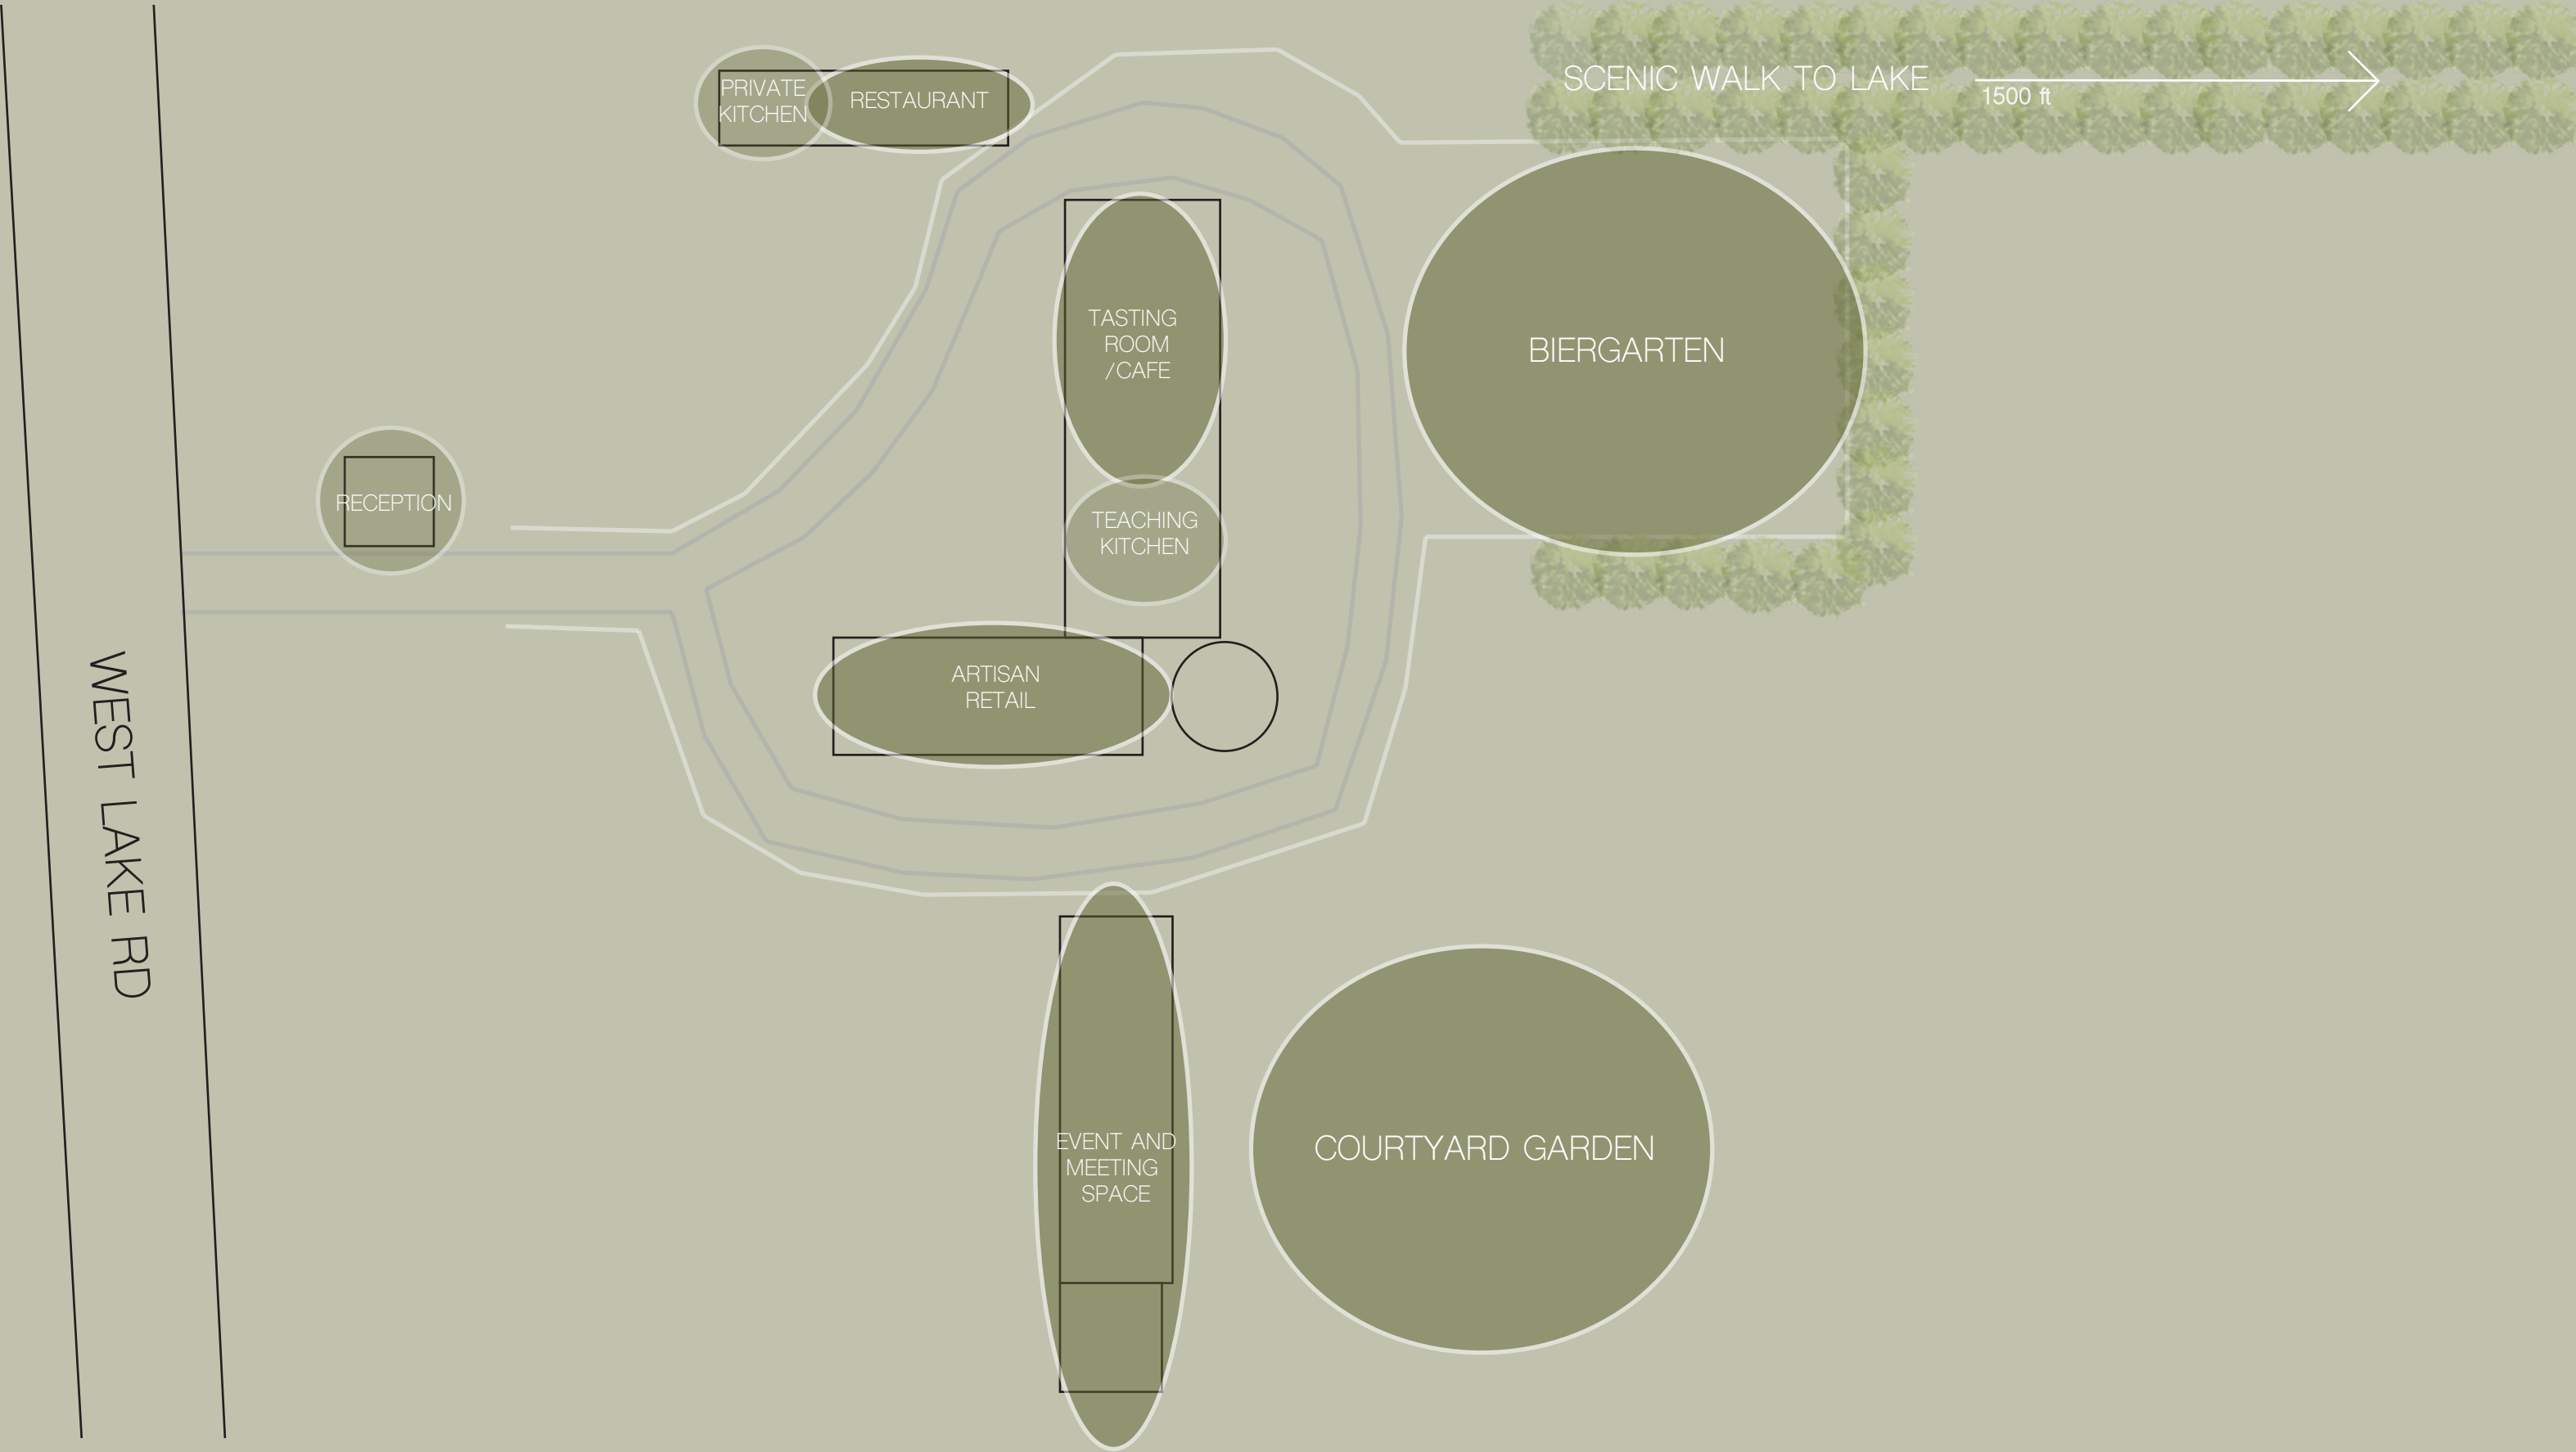 PRIVATE
KITCHEN
RESTAURANT
SCENIC WALK TO LAKE
1500 ft
TASTING
ROOM
/CAFE
BIERGARTEN
RECEPTION
TEACHING
KITCHEN
ARTISAN
RETAIL
WEST LAKE RD
EVENT AND
MEETING
SPACE
COURTYARD GARDEN